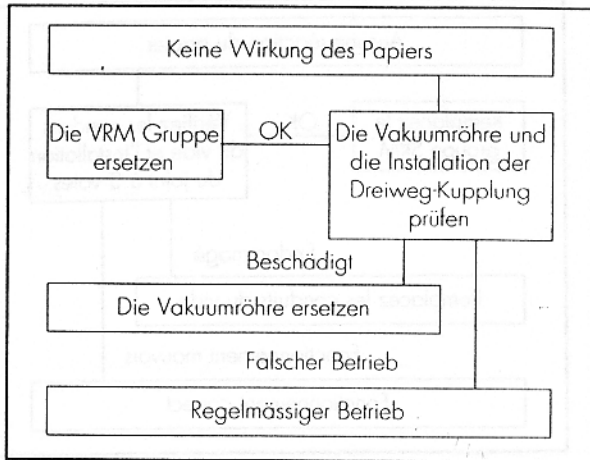 Keine Wirkung des Papiers
Die VRM Gruppe
ersetzen
OK
Die Vakuumröhre und
die Installation der
Dreiweg-Kupplung
prüfen
Beschädigt
Die Vakuumröhre ersetzen
Falscher Betrieb
Regelmässiger Betrieb